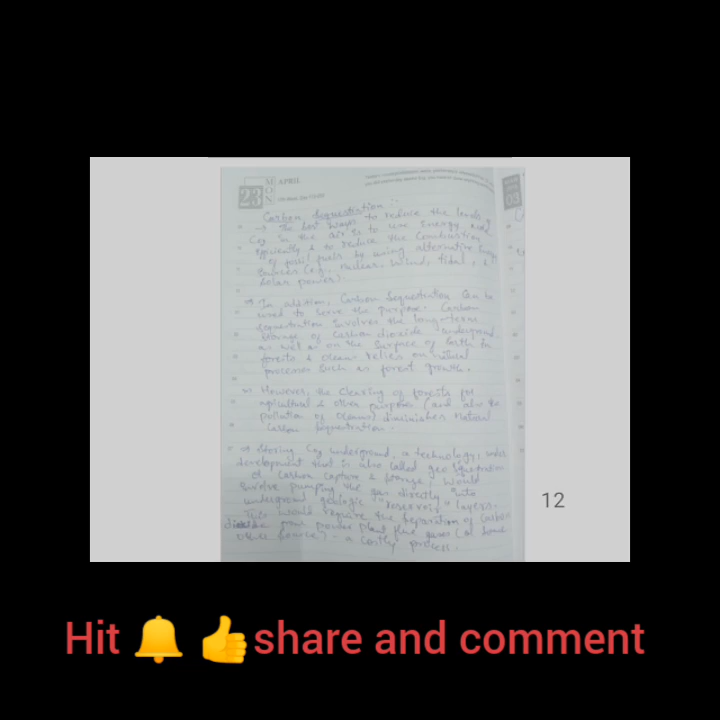 23
MON
APRIL
03
Carbon Sequestration :-
→ The best ways to reduce the levels of
CO2 in the air is to use energy more
efficiently & to reduce the Combustion
of fossil fuels by using alternative energy
Sources (e.g., nuclear, wind, tidal, &
Solar power)
→ In addition, Carbon Sequestration Can be
used to serve the purpose. Carbon
Sequestration involves the long-term
storage of Carbon dioxide underground
as well as on the Surface of Earth in
forests & Oceans relies on natural
processes Such as forest growth.
However, the Clearing of forests for
agricultural & other purposes (and also the
pollution of Oceans) diminishes natural
Carbon Sequestration.
→ Storing CO2 underground, a technology under
development that is also Called geo Sequestration
or Carbon Capture & Storage, would
involve pumping the gas directly into
underground geologic "reservoir" layers.
This would require the Separation of Carbon
dioxide from power plant flue gases (or Some
other Source) - a Costly process.
12
Hit 🔔 👍 share and comment